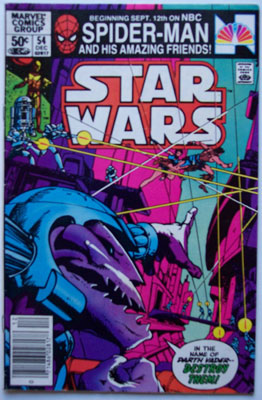 MARVEL COMICS GROUP
BEGINNING SEPT. 12th ON NBC
SPIDER-MAN
AND HIS AMAZING FRIENDS!
50¢
54
DEC
STAR
WARS
IN THE
NAME OF
DARTH VADER--
DESTROY
THEM!